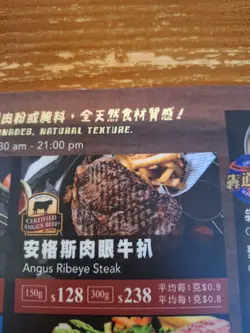 肉粉或醃料，全天然食材質感！
NADES, NATURAL TEXTURE.
30 am - 21:00 pm
CERTIFIED
ANGUS BEEF
安格斯肉眼牛扒
Angus Ribeye Steak
150g $128 300g $238
平均每1克$0.9
平均每1克$0.8